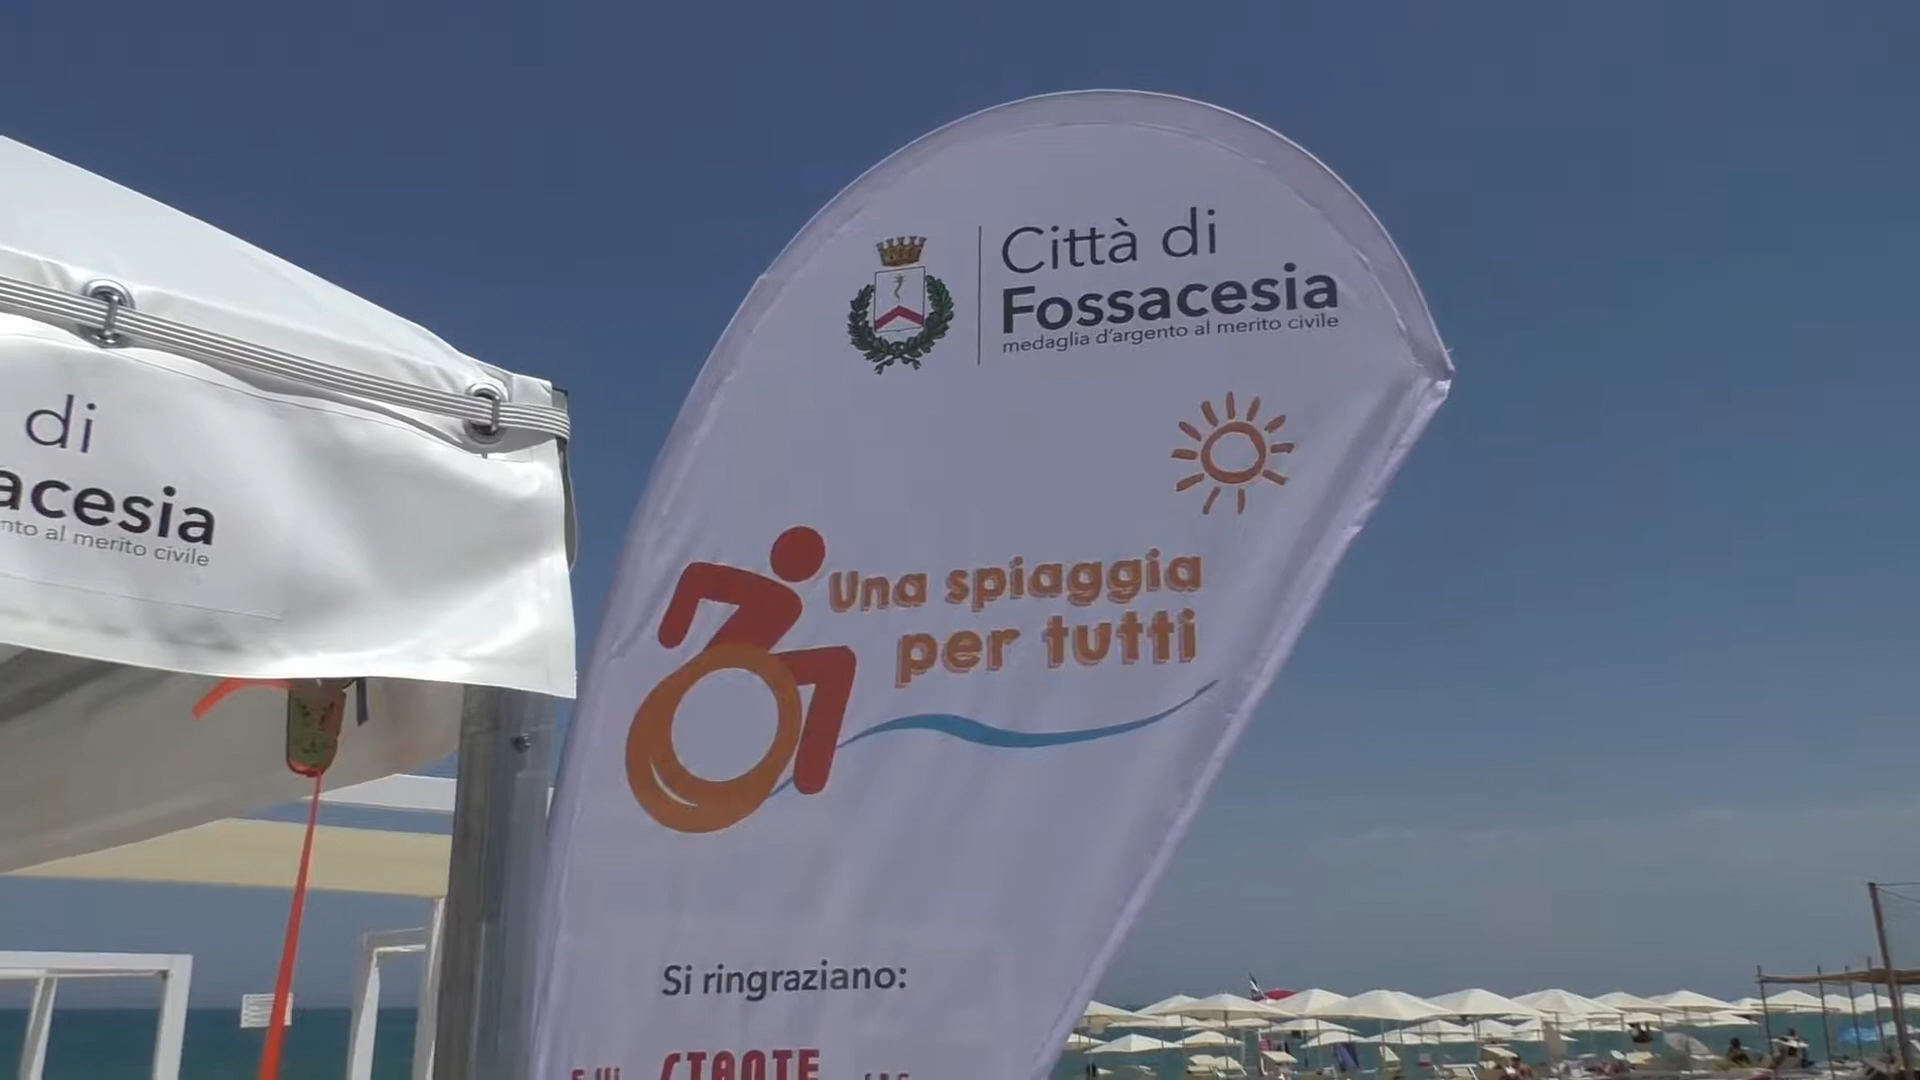 di
acesia
nto al merito civile
Città di
Fossacesia
medaglia d'argento al merito civile
Una spiaggia
per tutti
Si ringraziano: